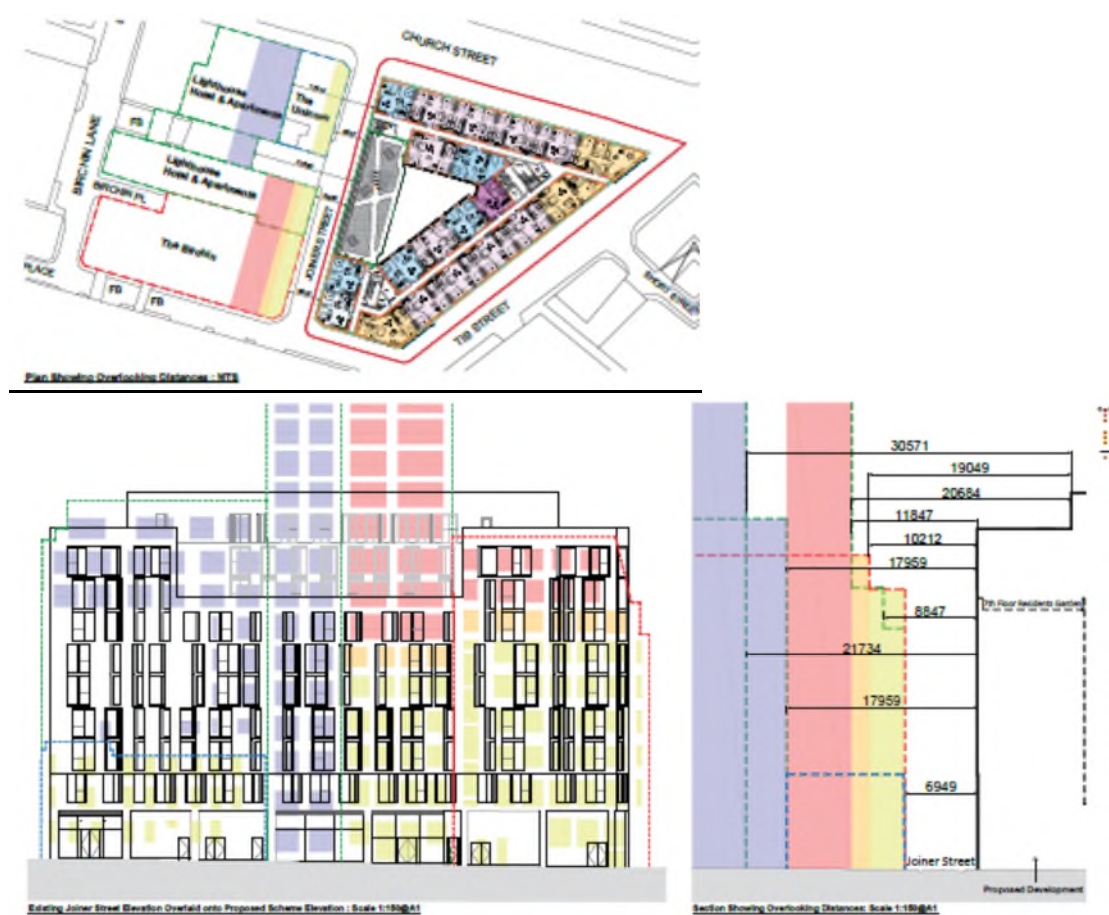 CHURCH STREET
Lighthouse
Hotel & Apartments
The
Unicorn
BIRCHIN LANE
FB
Lighthouse
Hotel & Apartments
BIRCHIN PL
JOINER STREET
The Birchin
PLACE
FB
FB
TIB STREET
Plan Showing Overlooking Distances : NTS
30571
19049
20684
11847
10212
17959
7th Floor Residents Garden
8847
21734
17959
6949
Joiner Street
Proposed Development
Existing Joiner Street Elevation Overlaid onto Proposed Scheme Elevation : Scale 1:150@A1
Section Showing Overlooking Distances: Scale 1:150@A1